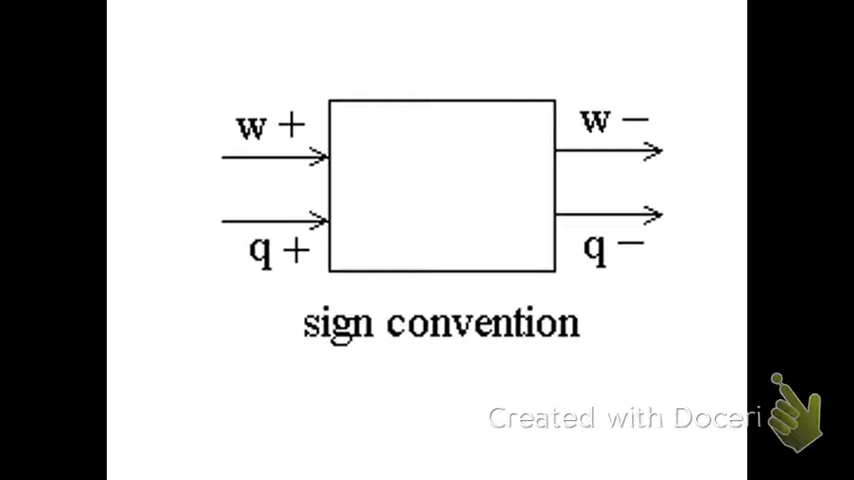 w + w −
q + q −
sign convention
Created with Doceri